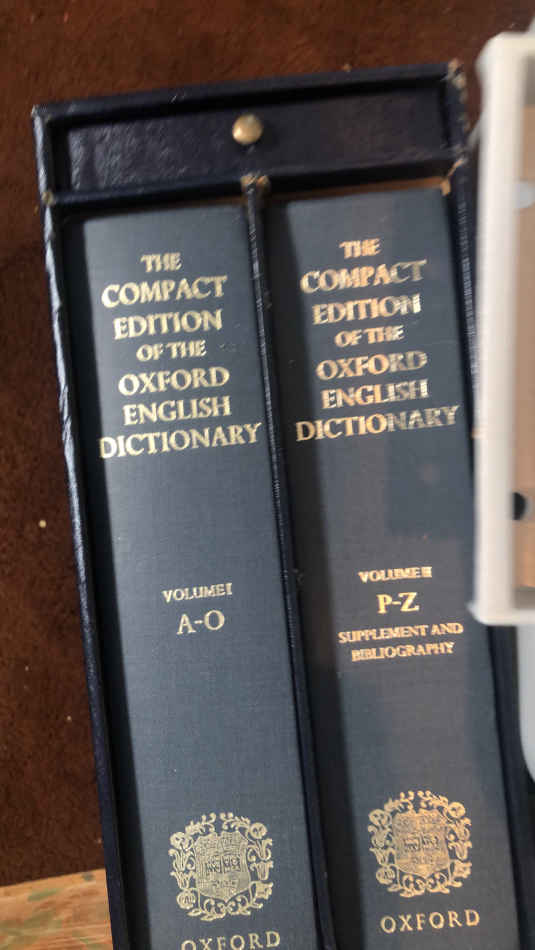 THE
COMPACT
EDITION
OF THE
OXFORD
ENGLISH
DICTIONARY
VOLUME I
A-O
OXFORD
THE
COMPACT
EDITION
OF THE
OXFORD
ENGLISH
DICTIONARY
VOLUME II
P-Z
SUPPLEMENT AND
BIBLIOGRAPHY
OXFORD